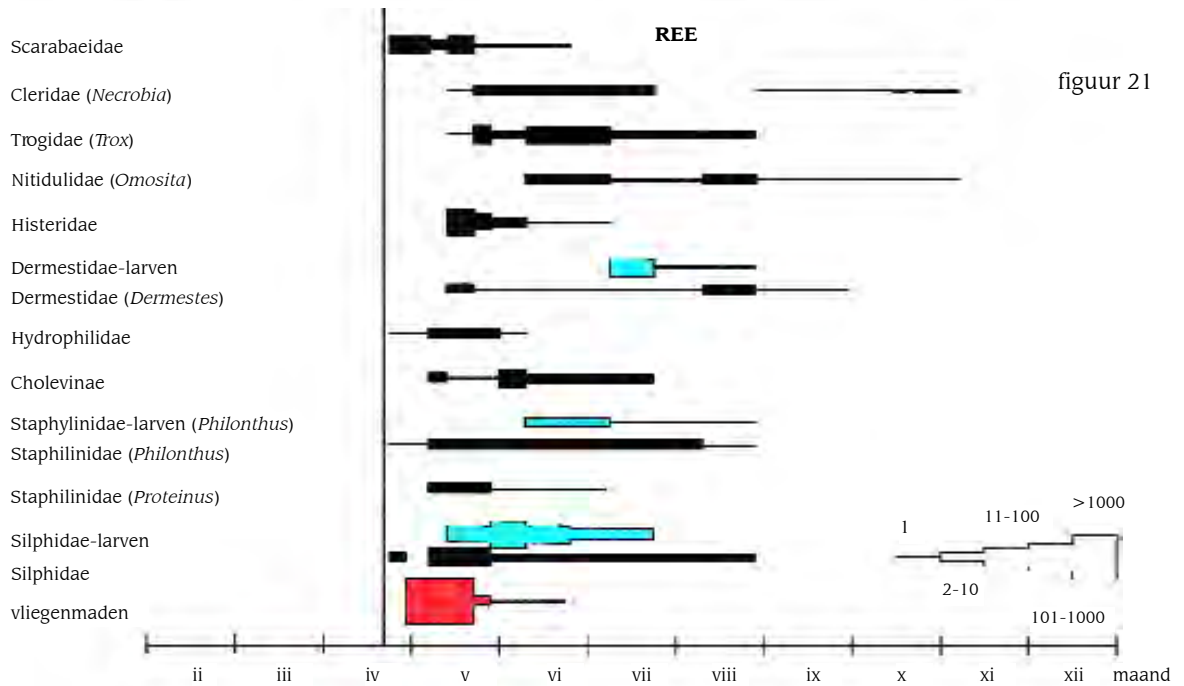 REE
Scarabaeidae
figuur 21
Cleridae (Necrobia)
Trogidae (Trox)
Nitidulidae (Omosita)
Histeridae
Dermestidae-larven
Dermestidae (Dermestes)
Hydrophilidae
Cholevinae
Staphylinidae-larven (Philonthus)
Staphilinidae (Philonthus)
Staphilinidae (Proteinus)
Silphidae-larven
Silphidae
vliegenmaden
1
11-100
>1000
2-10
101-1000
ii iii iv v vi vii viii ix x xi xii maand